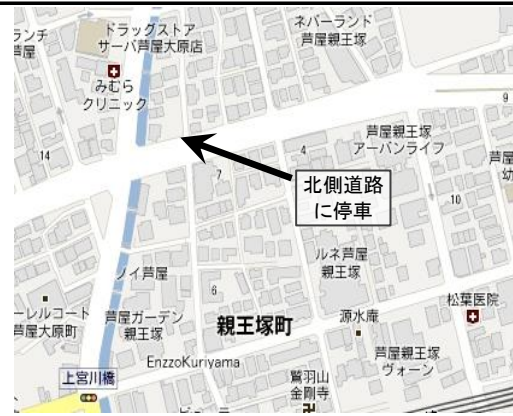 ランチ
芦屋
ドラッグストア
サーバ芦屋大原店
みむら
クリニック
ネバーランド
芦屋親王塚
9
14
7
4
芦屋親王塚
アーバンライフ
芦屋
幼
北側道路
に停車
10
ノイ芦屋
ルネ芦屋
親王塚
6
ーレルコート
芦屋大原町
芦屋ガーデン
親王塚
親王塚町
源水庵
松葉医院
EnzzoKuriyama
芦屋親王塚
ヴォーン
上宮川橋
鷲羽山
金剛寺